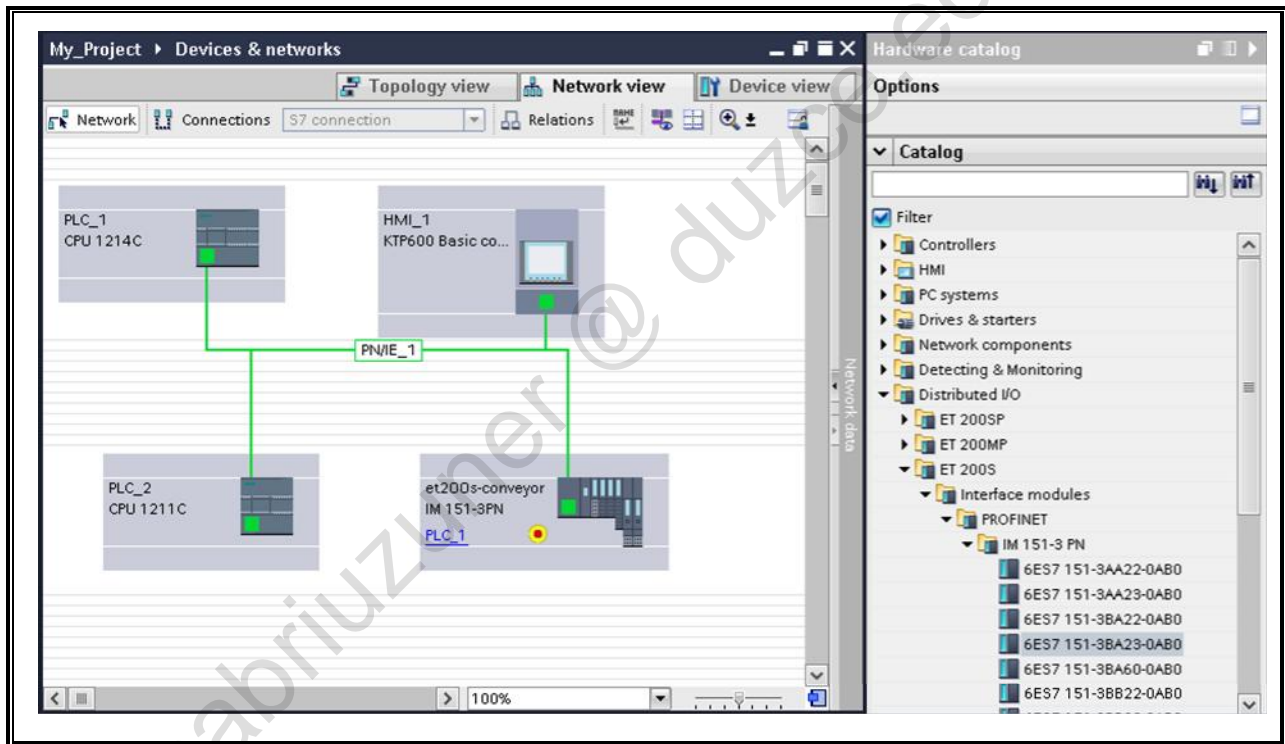 My_Project ▸ Devices & networks
Topology view Network view Device view
Network Connections S7 connection Relations
PLC_1
CPU 1214C
HMI_1
KTP600 Basic co...
PN/IE_1
PLC_2
CPU 1211C
et200s-conveyor
IM 151-3PN
PLC_1
100%
Network data
Hardware catalog
Options
Catalog
Filter
Controllers
HMI
PC systems
Drives & starters
Network components
Detecting & Monitoring
Distributed I/O
ET 200SP
ET 200MP
ET 200S
Interface modules
PROFINET
IM 151-3 PN
6ES7 151-3AA22-0AB0
6ES7 151-3AA23-0AB0
6ES7 151-3BA22-0AB0
6ES7 151-3BA23-0AB0
6ES7 151-3BA60-0AB0
6ES7 151-3BB22-0AB0
abriuzuner @ duzce.ed